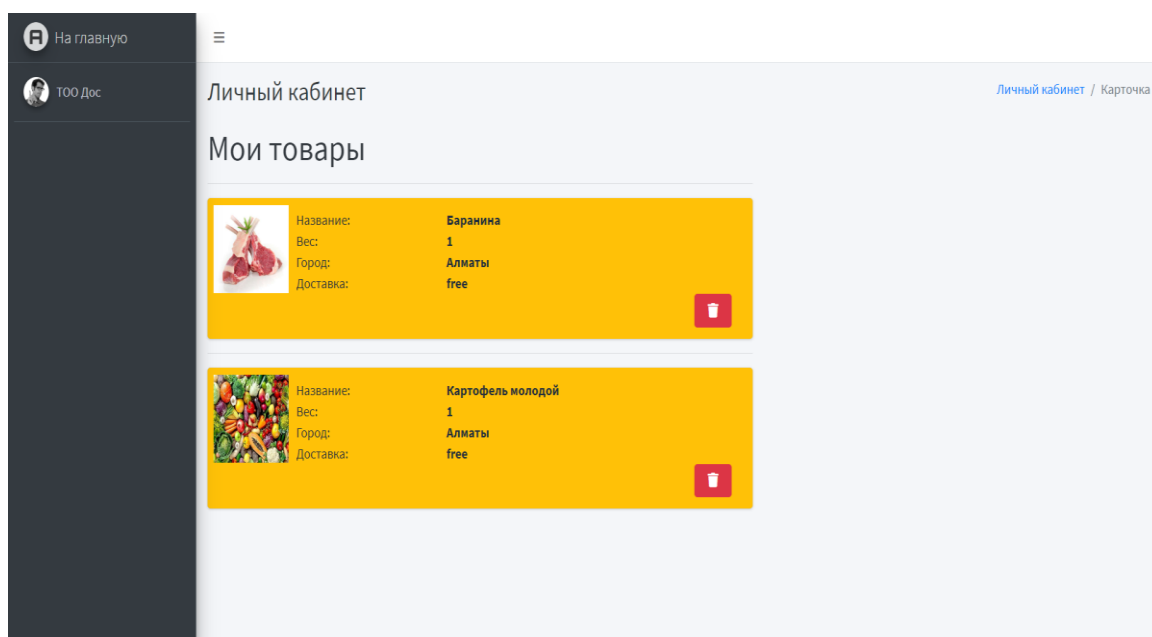 На главную
ТОО Дос
Личный кабинет
Личный кабинет / Карточка
Мои товары
Название: Баранина
Вес: 1
Город: Алматы
Доставка: free
Название: Картофель молодой
Вес: 1
Город: Алматы
Доставка: free